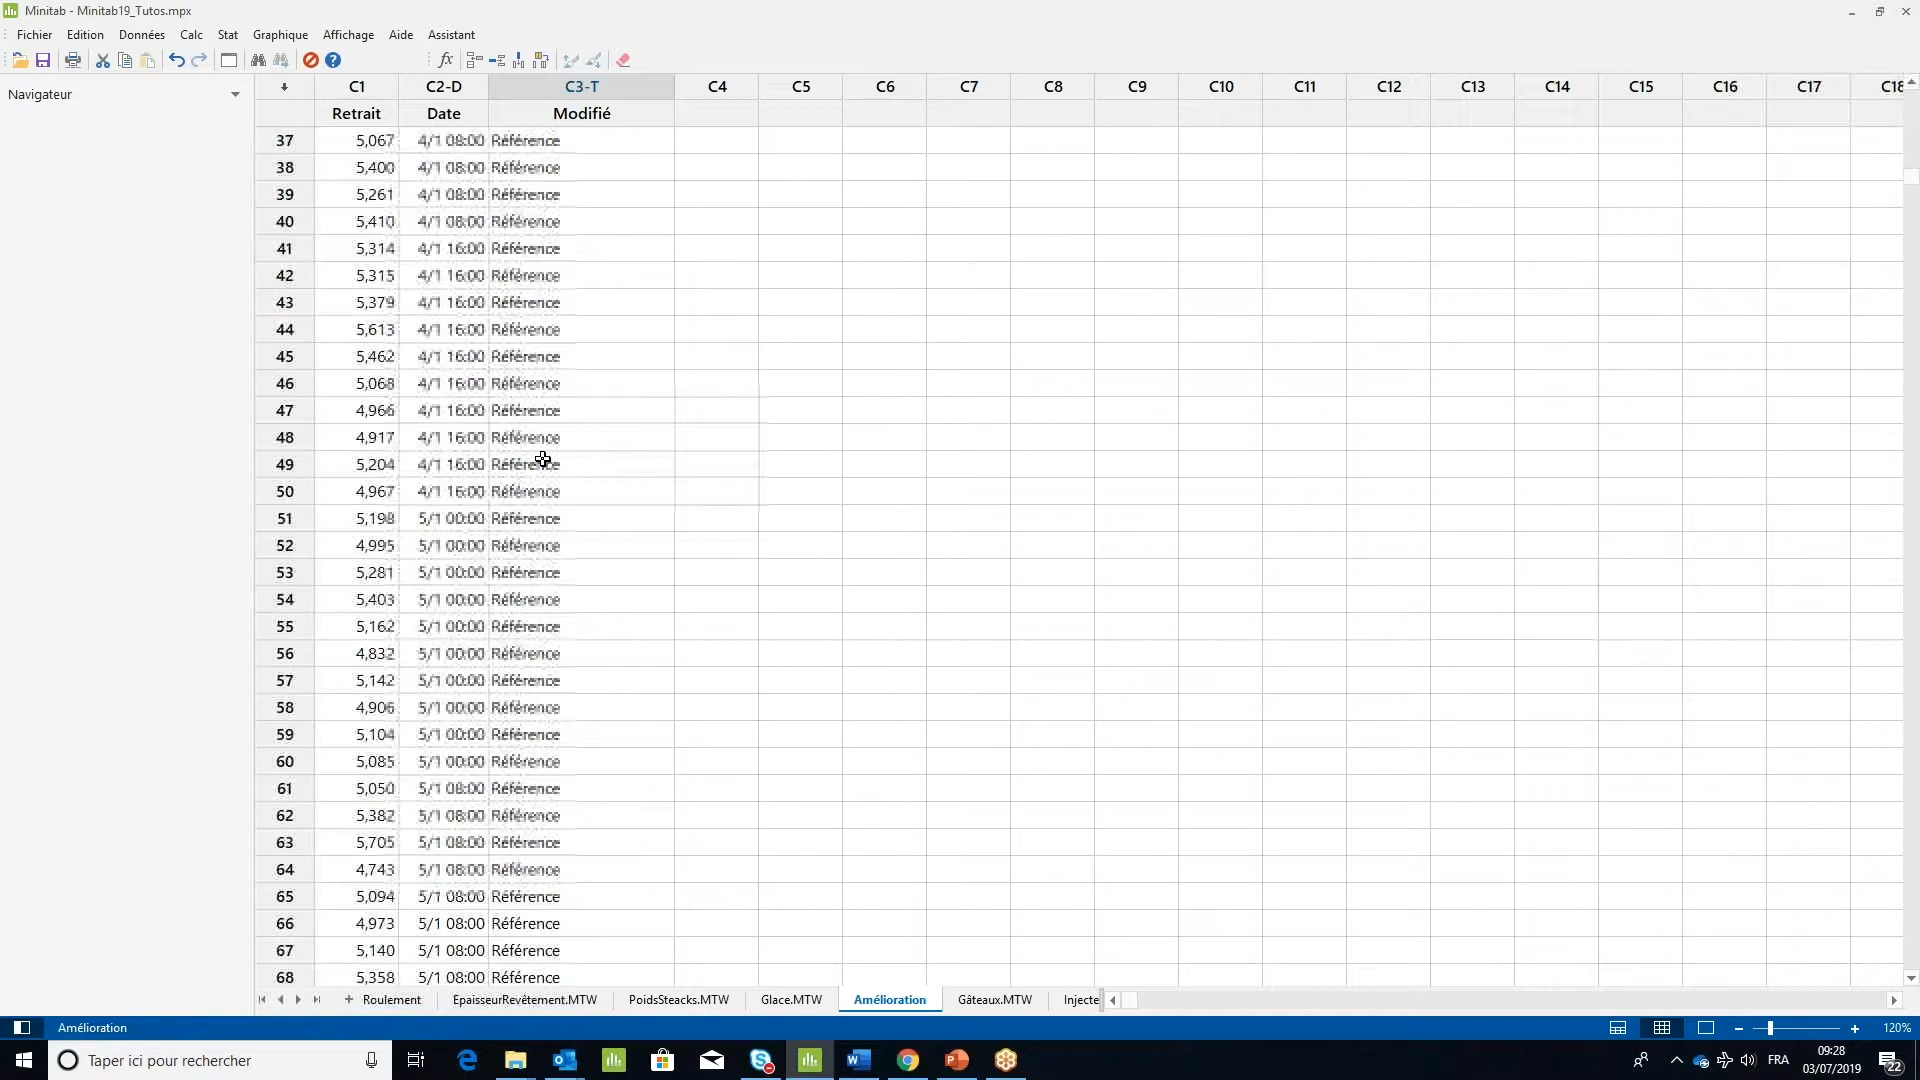 Minitab - Minitab19_Tutos.mpx
Fichier Edition Données Calc Stat Graphique Affichage Aide Assistant
fx
Navigateur
C1 C2-D C3-T C4 C5 C6 C7 C8 C9 C10 C11 C12 C13 C14 C15 C16 C17 C18
Retrait Date Modifié
37 5,067 4/1 08:00 Référence
38 5,400 4/1 08:00 Référence
39 5,261 4/1 08:00 Référence
40 5,410 4/1 08:00 Référence
41 5,314 4/1 16:00 Référence
42 5,315 4/1 16:00 Référence
43 5,379 4/1 16:00 Référence
44 5,613 4/1 16:00 Référence
45 5,462 4/1 16:00 Référence
46 5,068 4/1 16:00 Référence
47 4,966 4/1 16:00 Référence
48 4,917 4/1 16:00 Référence
49 5,204 4/1 16:00 Référence
50 4,967 4/1 16:00 Référence
51 5,198 5/1 00:00 Référence
52 4,995 5/1 00:00 Référence
53 5,281 5/1 00:00 Référence
54 5,403 5/1 00:00 Référence
55 5,162 5/1 00:00 Référence
56 4,832 5/1 00:00 Référence
57 5,142 5/1 00:00 Référence
58 4,906 5/1 00:00 Référence
59 5,104 5/1 00:00 Référence
60 5,085 5/1 00:00 Référence
61 5,050 5/1 08:00 Référence
62 5,382 5/1 08:00 Référence
63 5,705 5/1 08:00 Référence
64 4,743 5/1 08:00 Référence
65 5,094 5/1 08:00 Référence
66 4,973 5/1 08:00 Référence
67 5,140 5/1 08:00 Référence
68 5,358 5/1 08:00 Référence
+ Roulement EpaisseurRevêtement.MTW PoidsSteacks.MTW Glace.MTW Amélioration Gâteaux.MTW Injecte
Amélioration 120%
Taper ici pour rechercher FRA 09:28
03/07/2019 22